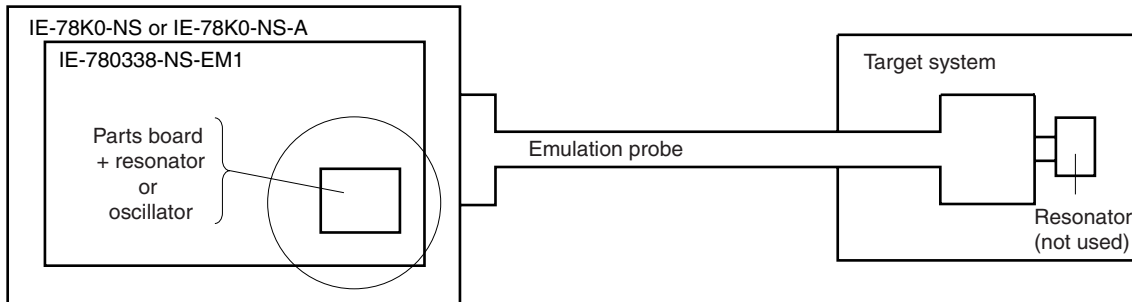 IE-78K0-NS or IE-78K0-NS-A
IE-780338-NS-EM1
Parts board
+ resonator
or
oscillator
Emulation probe
Target system
Resonator
(not used)